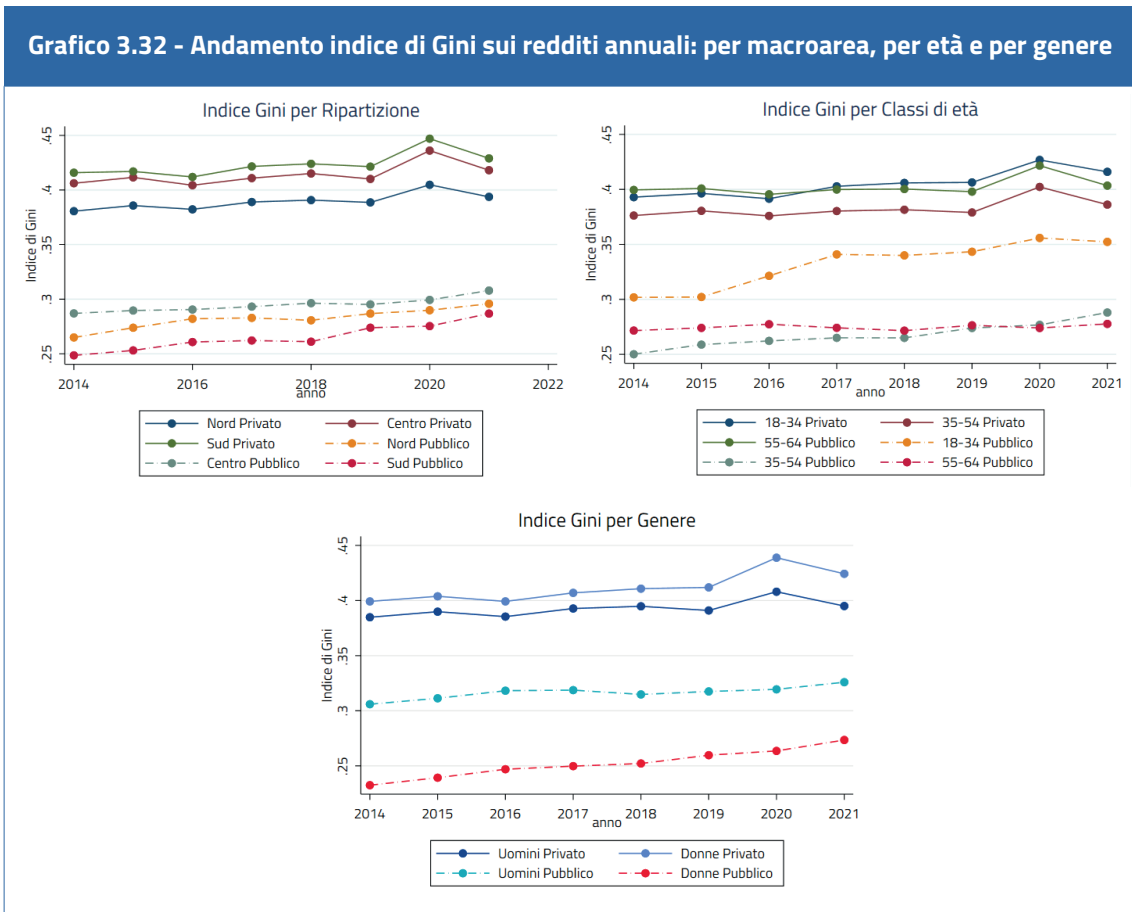 Grafico 3.32 - Andamento indice di Gini sui redditi annuali: per macroarea, per età e per genere
Indice Gini per Ripartizione
Indice di Gini
.45
.4
.35
.3
.25
2014 2016 2018 2020 2022
anno
Nord Privato Centro Privato
Sud Privato Nord Pubblico
Centro Pubblico Sud Pubblico
Indice Gini per Classi di età
Indice di Gini
.45
.4
.35
.3
.25
2014 2015 2016 2017 2018 2019 2020 2021
anno
18-34 Privato 35-54 Privato
55-64 Pubblico 18-34 Pubblico
35-54 Pubblico 55-64 Pubblico
Indice Gini per Genere
Indice di Gini
.45
.4
.35
.3
.25
2014 2015 2016 2017 2018 2019 2020 2021
anno
Uomini Privato Donne Privato
Uomini Pubblico Donne Pubblico